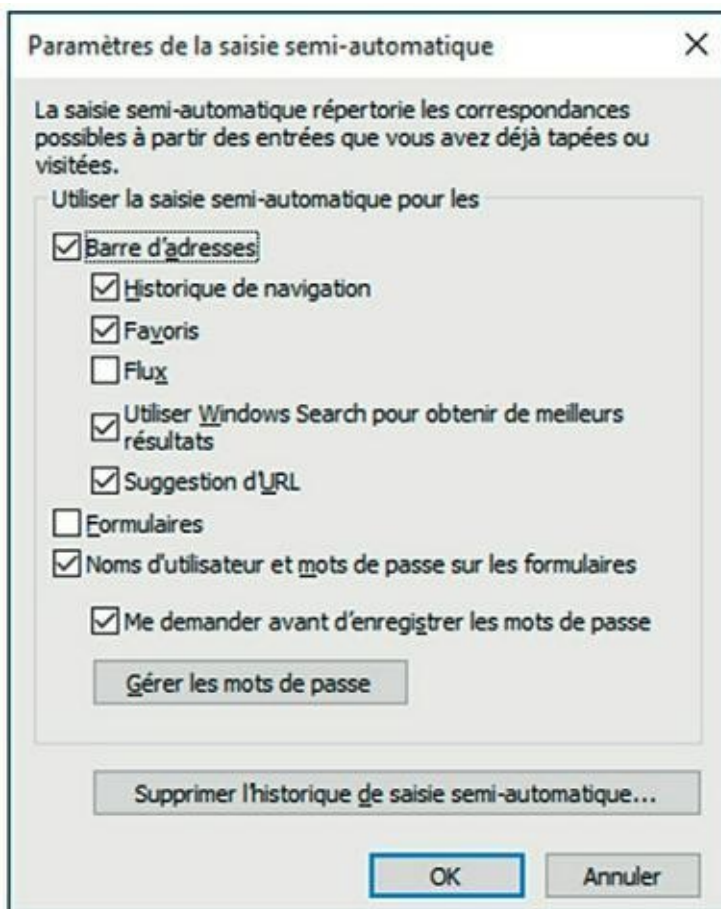 Paramètres de la saisie semi-automatique
La saisie semi-automatique répertorie les correspondances
possibles à partir des entrées que vous avez déjà tapées ou
visitées.
Utiliser la saisie semi-automatique pour les
Barre d'adresses
Historique de navigation
Favoris
Flux
Utiliser Windows Search pour obtenir de meilleurs
résultats
Suggestion d'URL
Formulaires
Noms d'utilisateur et mots de passe sur les formulaires
Me demander avant d'enregistrer les mots de passe
Gérer les mots de passe
Supprimer l'historique de saisie semi-automatique...
OK
Annuler